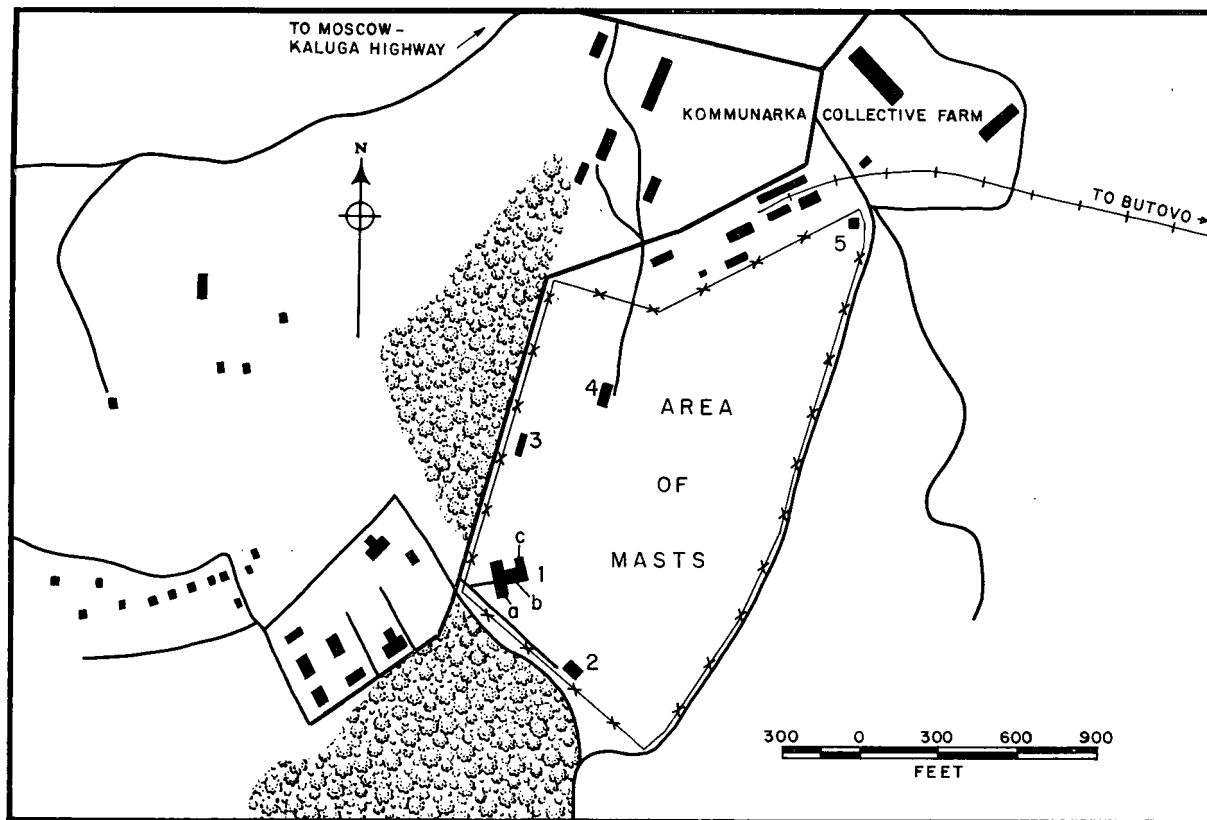 TO MOSCOW-
KALUGA HIGHWAY
N
KOMMUNARKA COLLECTIVE FARM
TO BUTOVO
5
4
AREA
3
OF
MASTS
c
1
b
a
2
300 0 300 600 900
FEET